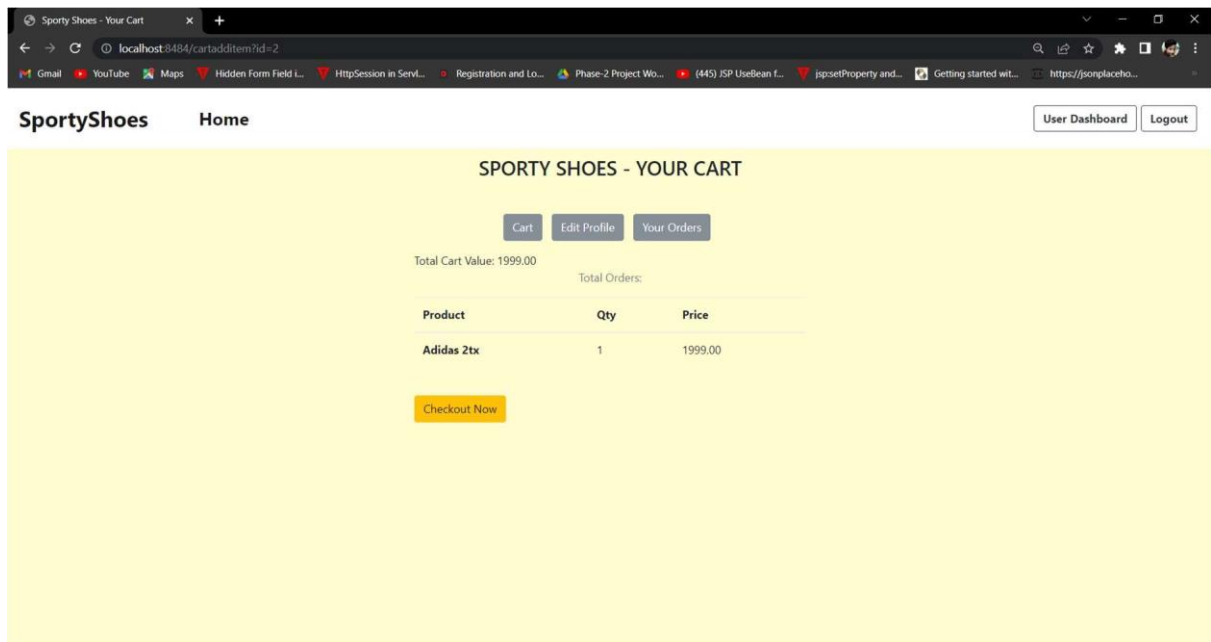 Sporty Shoes - Your Cart
localhost:8484/cartadditem?id=2
Gmail YouTube Maps Hidden Form Field i... HttpSession in Servl... Registration and Lo... Phase-2 Project Wo... (445) JSP UseBean f... jsp:setProperty and... Getting started wit... https://jsonplaceho...
SportyShoes Home User Dashboard Logout
SPORTY SHOES - YOUR CART
Cart Edit Profile Your Orders
Total Cart Value: 1999.00
Total Orders:
Product Qty Price
Adidas 2tx 1 1999.00
Checkout Now